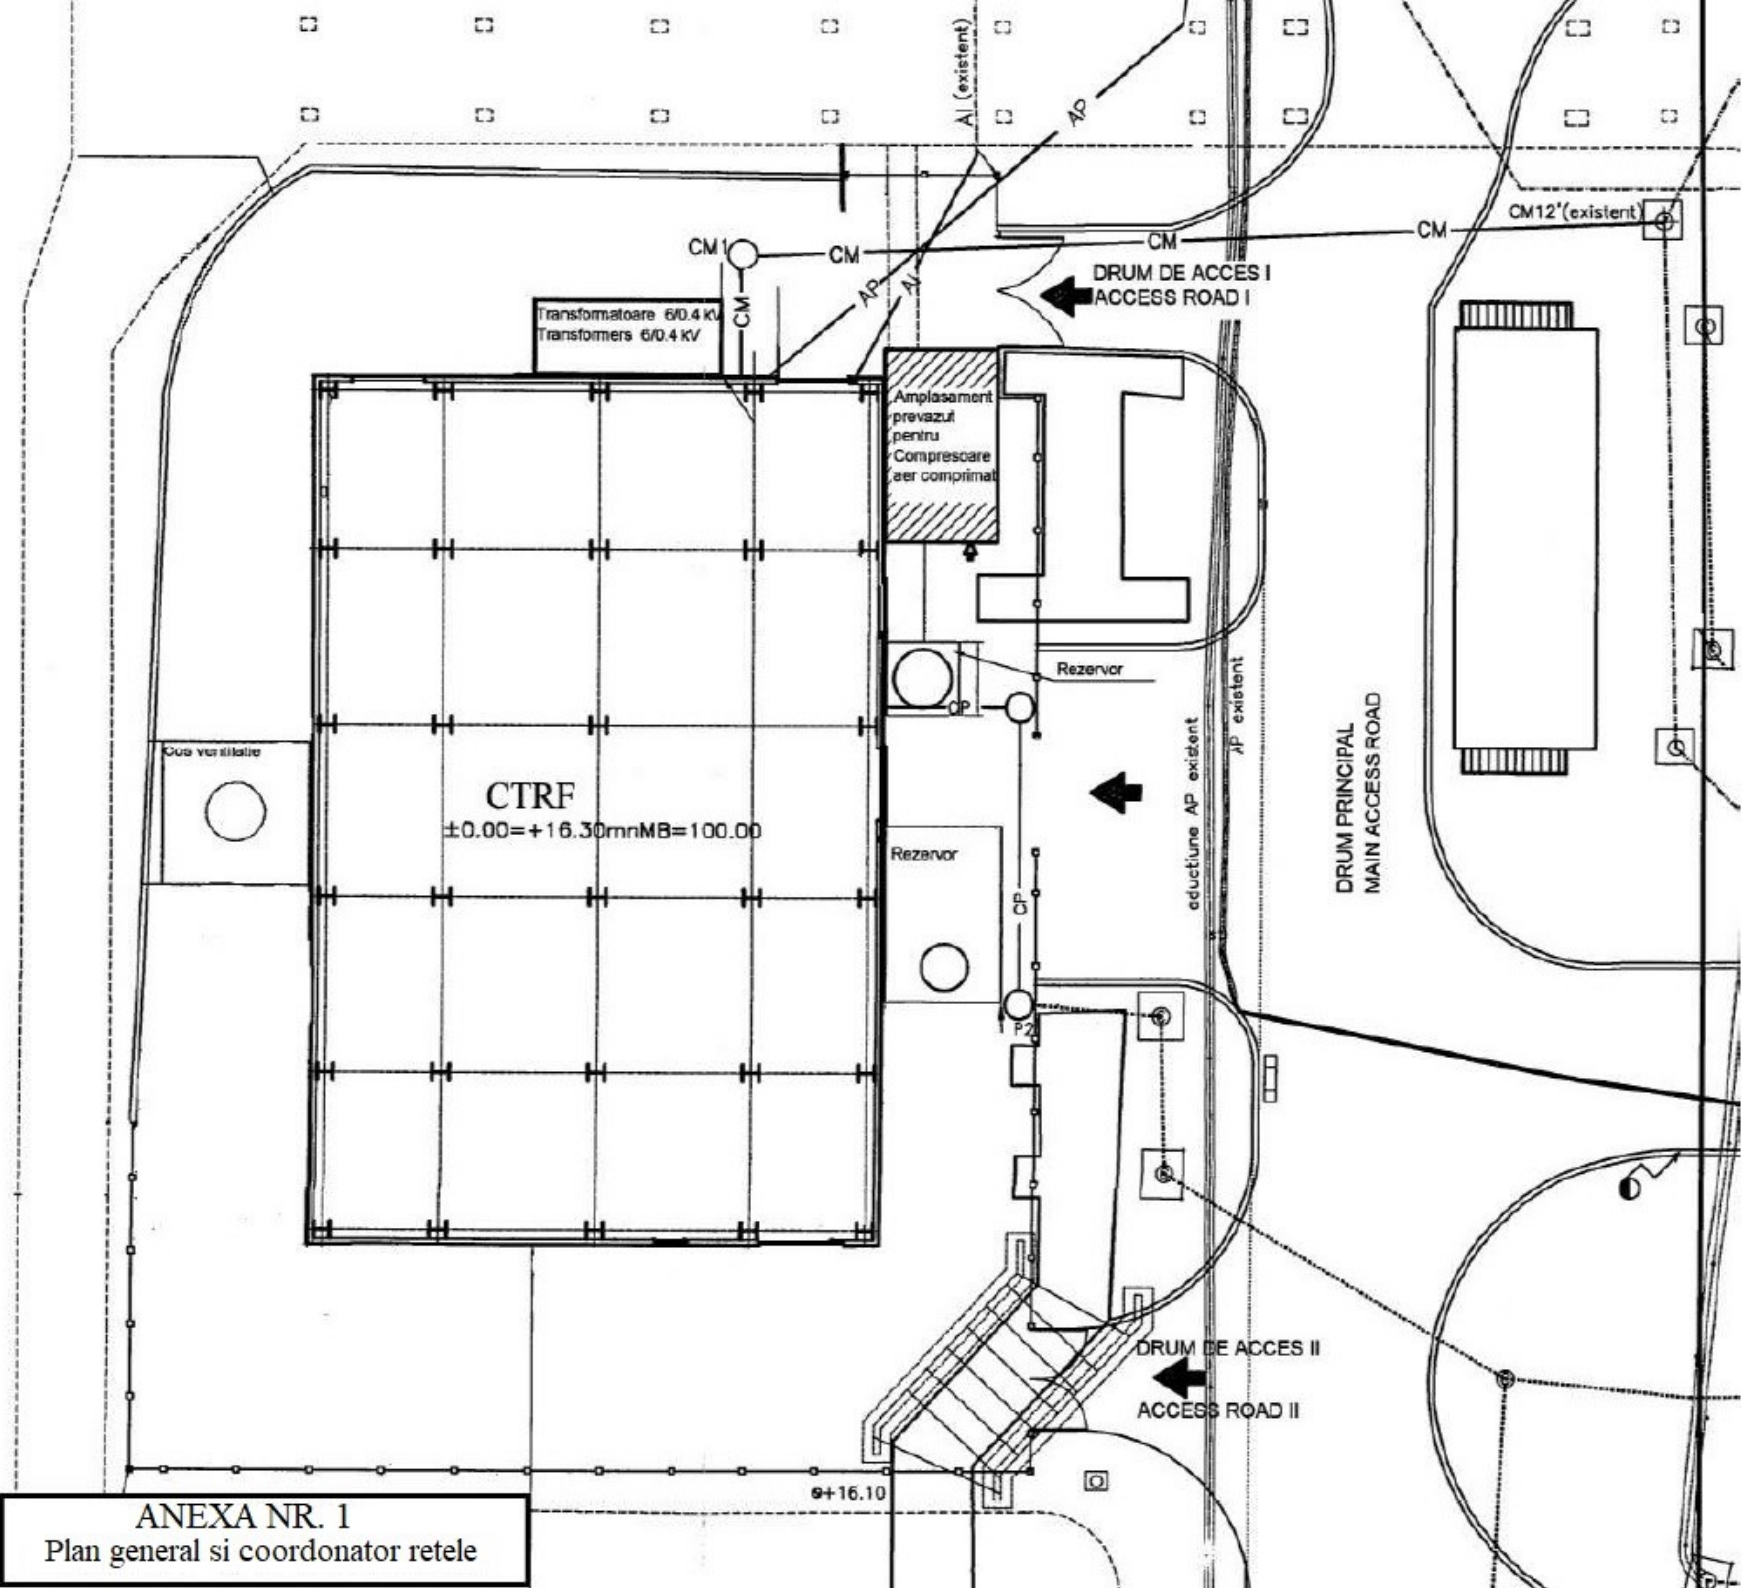 AI (existent)
AP
CM12'(existent)
CM1
CM
CM
CM
CM
AP
AI
DRUM DE ACCES I
ACCESS ROAD I
Transformatoare 6/0.4 kV
Transformers 6/0.4 kV
Amplasament
prevazut
pentru
Compresoare
aer comprimat
Rezervor
CP
AP existent
aductiune AP existent
DRUM PRINCIPAL
MAIN ACCESS ROAD
Cos ventilatie
CTRF
±0.00=+16.30mnMB=100.00
Rezervor
CP
P2
DRUM DE ACCES II
ACCESS ROAD II
+16.10
ANEXA NR. 1
Plan general si coordonator retele